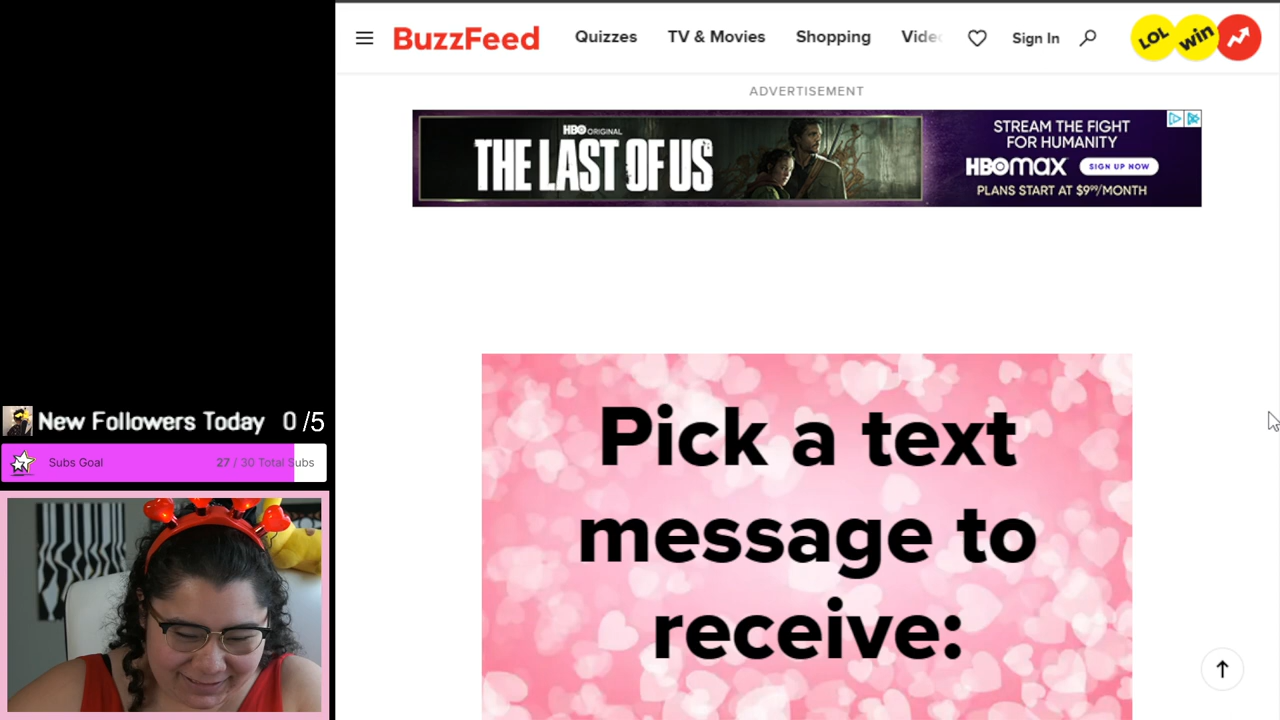 BuzzFeed Quizzes TV & Movies Shopping Vide Sign In LOL win
ADVERTISEMENT
HBO ORIGINAL
THE LAST OF US
STREAM THE FIGHT
FOR HUMANITY
HBOMAX SIGN UP NOW
PLANS START AT $9⁹⁹/MONTH
Pick a text
message to
receive:
New Followers Today 0 /5
Subs Goal 27 / 30 Total Subs